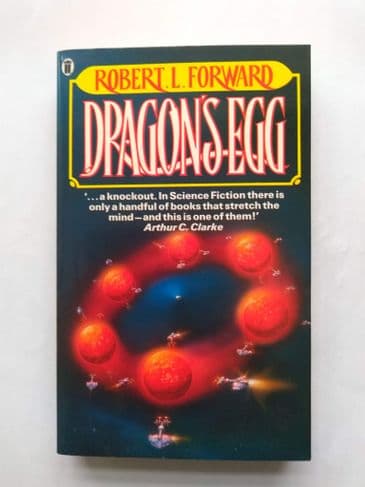 ROBERT L. FORWARD
DRAGON'S EGG
'... a knockout. In Science Fiction there is
only a handful of books that stretch the
mind – and this is one of them!'
Arthur C. Clarke